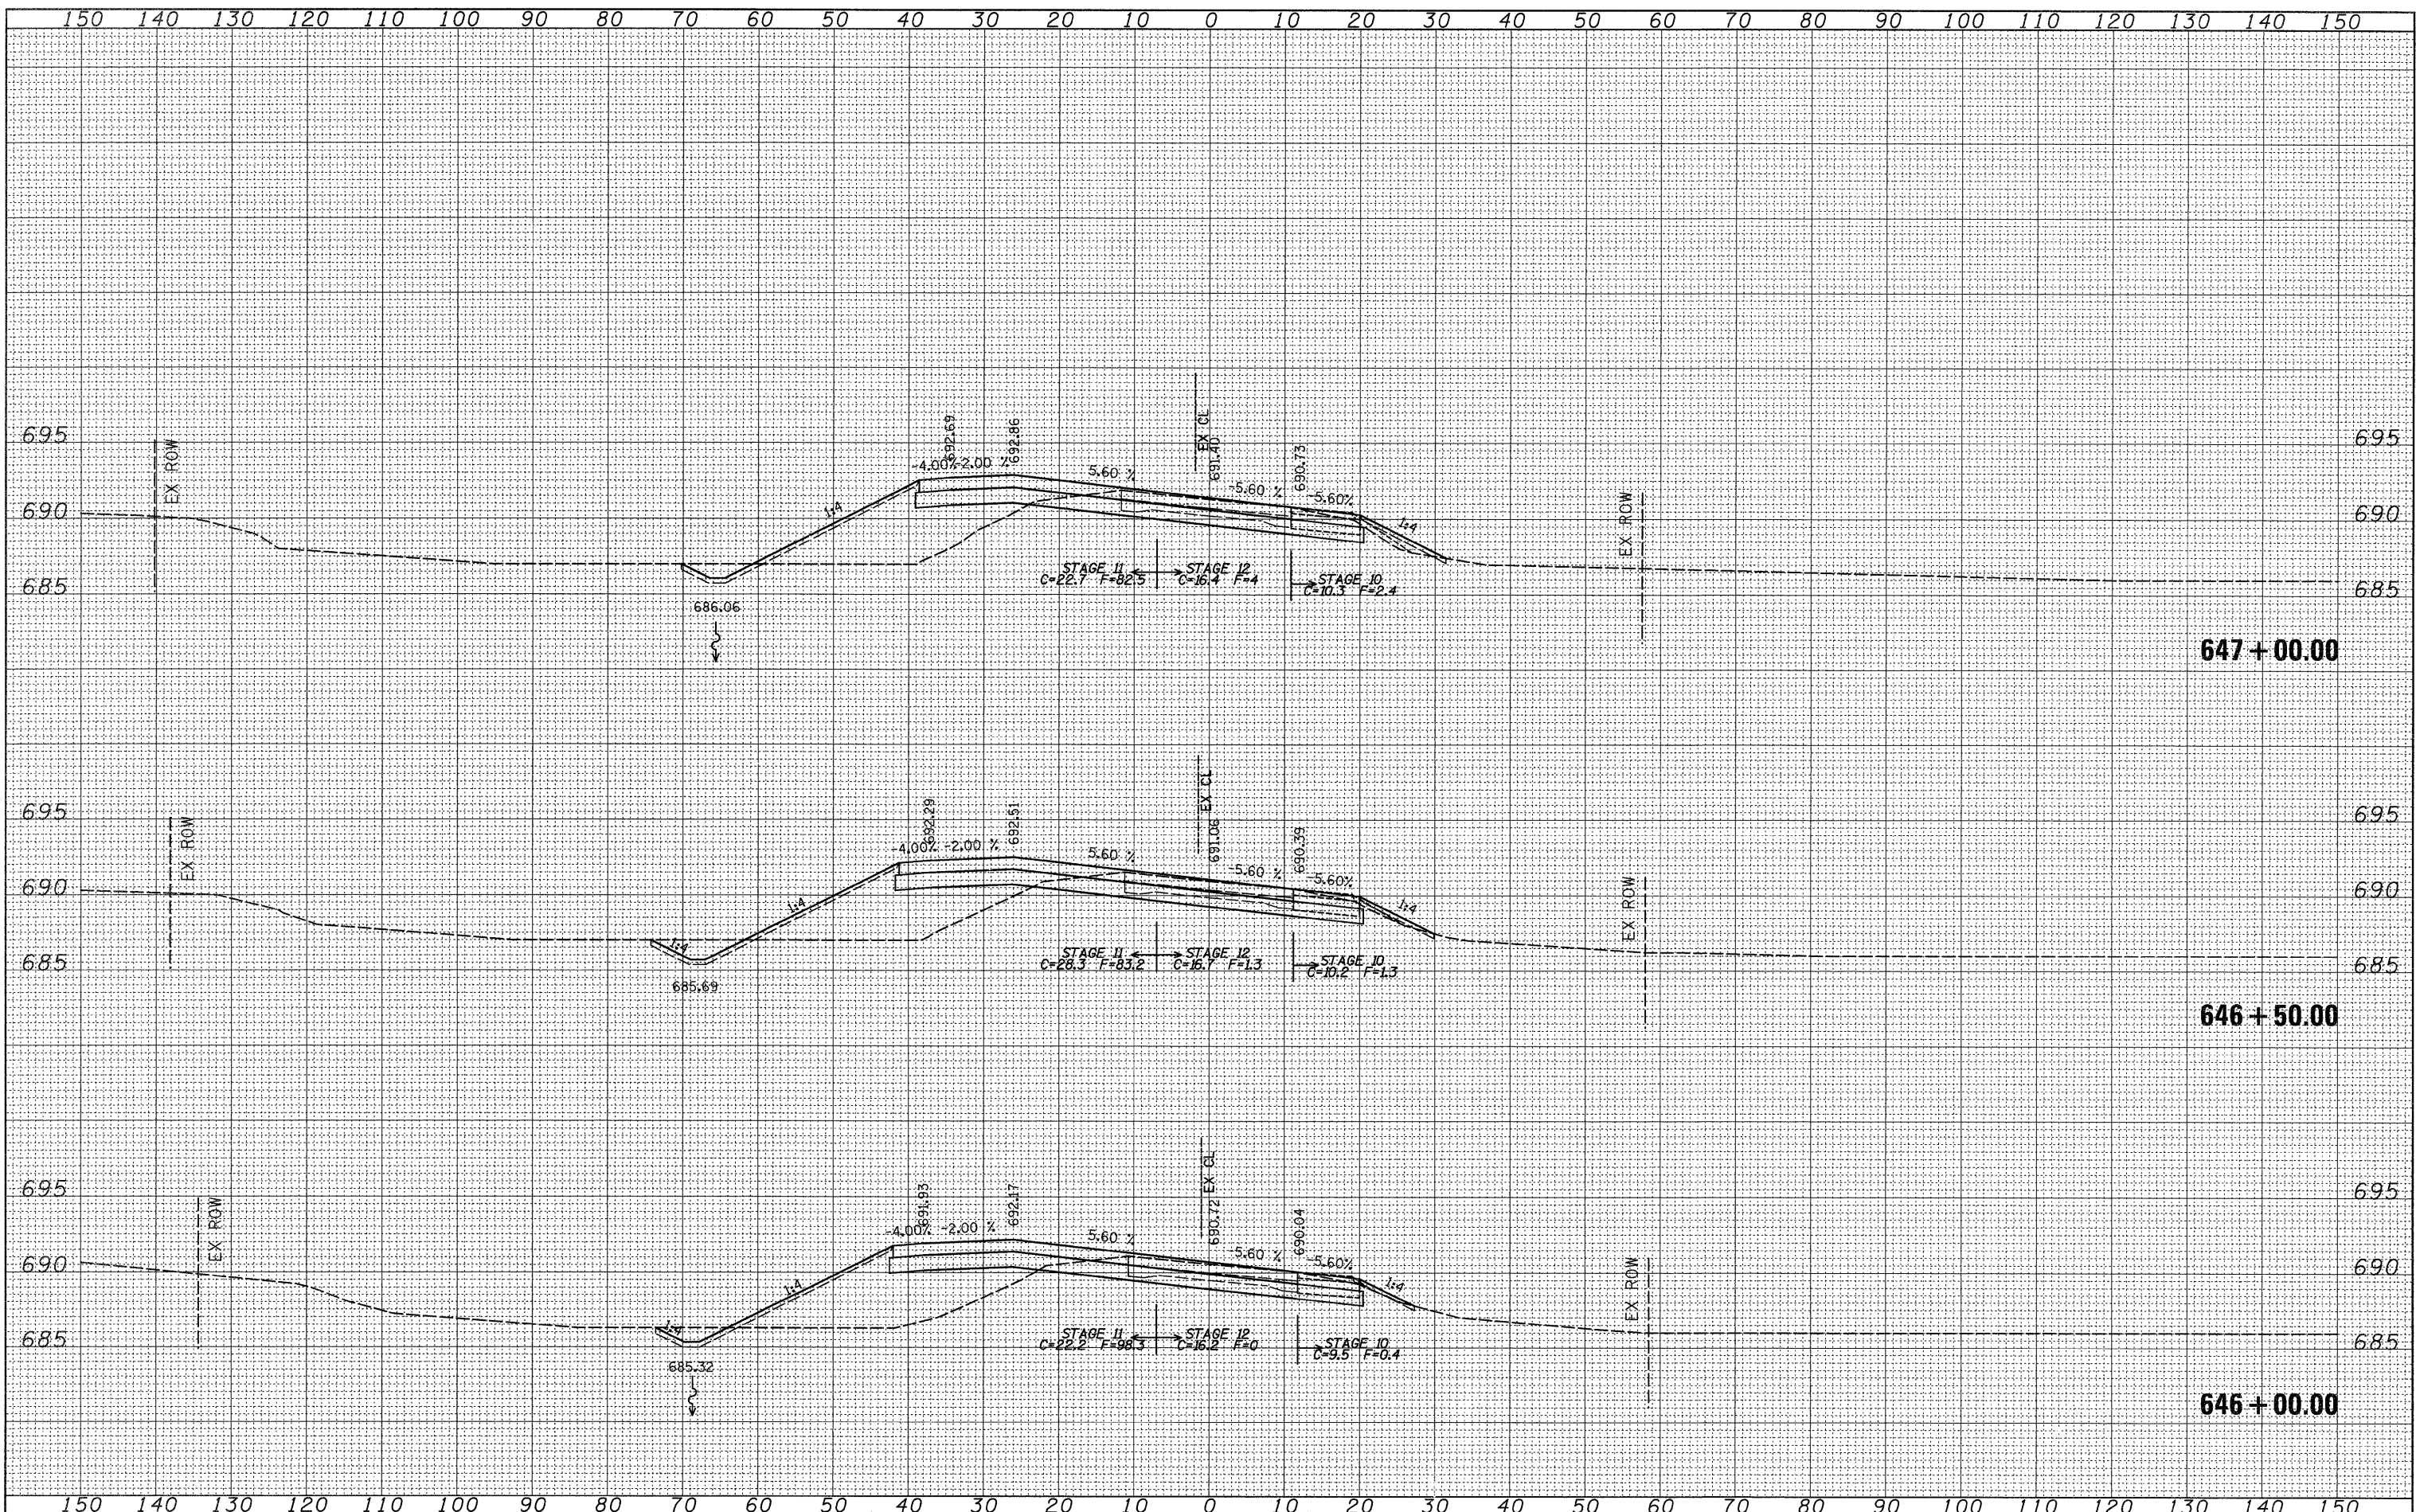 150 140 130 120 110 100 90 80 70 60 50 40 30 20 10 0 10 20 30 40 50 60 70 80 90 100 110 120 130 140 150
EX CL
691.40
692.69
692.86
690.73
695
EX ROW
695
-4.00% -2.00 %
5.60 %
-5.60 %
-5.60%
690
1:4
1:4
EX ROW
690
685
STAGE 11
STAGE 12
C=22.7 F=82.5
C=16.4 F=4
STAGE 10
C=10.3 F=2.4
685
686.06
647 + 00.00
EX CL
691.06
692.29
692.51
690.39
695
EX ROW
695
-4.00% -2.00 %
5.60 %
-5.60 %
-5.60%
690
1:4
1:4
EX ROW
690
1:4
685
STAGE 11
STAGE 12
C=28.3 F=83.2
C=16.7 F=1.3
STAGE 10
C=10.2 F=1.3
685
685.69
646 + 50.00
690.72 EX CL
691.93
692.17
690.04
695
EX ROW
695
-4.00% -2.00 %
5.60 %
-5.60 %
-5.60%
690
1:4
1:4
EX ROW
690
1:4
685
STAGE 11
STAGE 12
C=22.2 F=98.3
C=16.2 F=0
STAGE 10
C=9.5 F=0.4
685
685.32
646 + 00.00
150 140 130 120 110 100 90 80 70 60 50 40 30 20 10 0 10 20 30 40 50 60 70 80 90 100 110 120 130 140 150